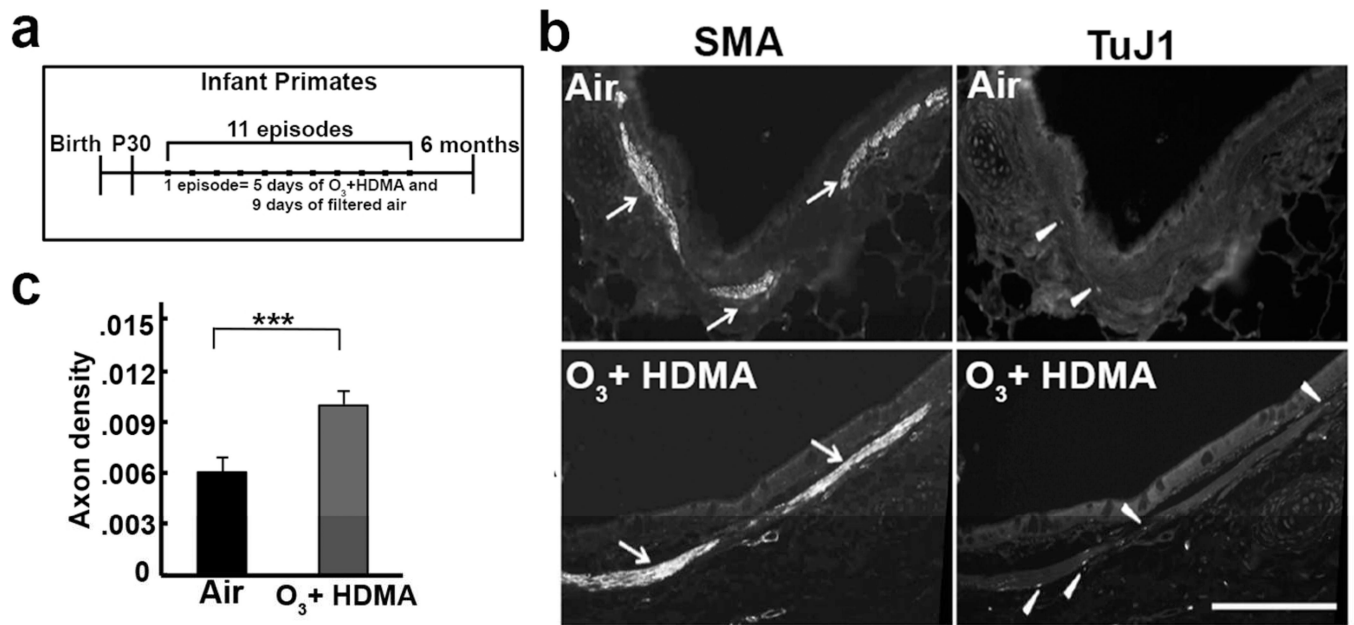 a
Infant Primates
11 episodes
Birth P30 6 months
1 episode= 5 days of O₃+HDMA and
9 days of filtered air
b
SMA TuJ1
Air Air
O₃+ HDMA O₃+ HDMA
c
***
.015
.012
.009
.006
.003
0
Axon density
Air O₃+ HDMA